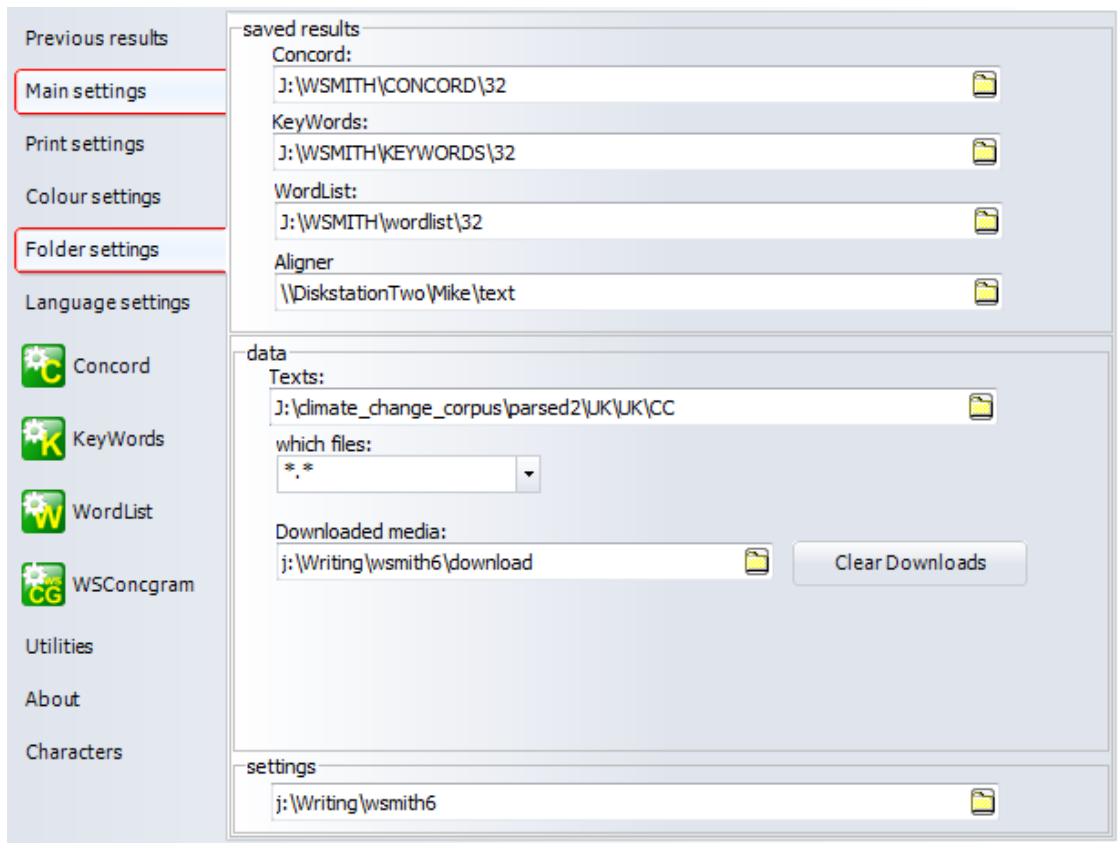 Previous results
Main settings
Print settings
Colour settings
Folder settings
Language settings
C
Concord
K
KeyWords
W
WordList
WS
CG
WSConcgram
Utilities
About
Characters
saved results
Concord:
J:\WSMITH\CONCORD\32
KeyWords:
J:\WSMITH\KEYWORDS\32
WordList:
J:\WSMITH\wordlist\32
Aligner
\\DiskstationTwo\Mike\text
data
Texts:
J:\climate_change_corpus\parsed2\UK\UK\CC
which files:
*.*
Downloaded media:
j:\Writing\wsmith6\download
Clear Downloads
settings
j:\Writing\wsmith6